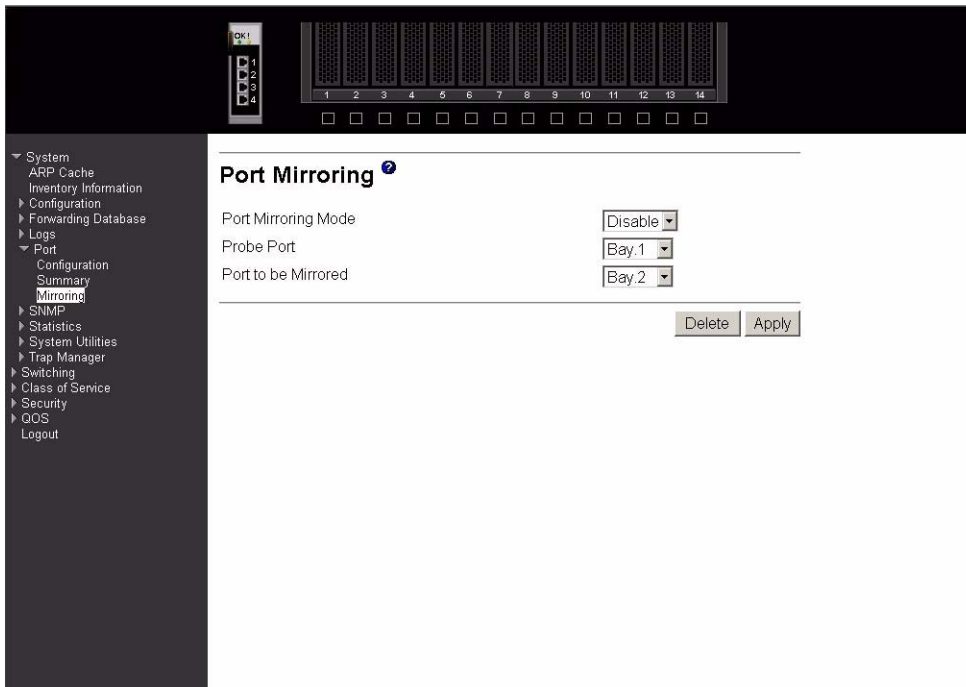 OK!
1
2
3
4
1 2 3 4 5 6 7 8 9 10 11 12 13 14
System
ARP Cache
Inventory Information
Configuration
Forwarding Database
Logs
Port
Configuration
Summary
Mirroring
SNMP
Statistics
System Utilities
Trap Manager
Switching
Class of Service
Security
QOS
Logout
Port Mirroring ?
Port Mirroring Mode Disable
Probe Port Bay.1
Port to be Mirrored Bay.2
Delete Apply